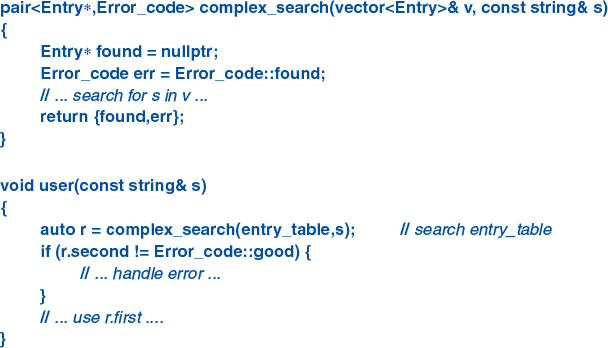 pair<Entry*,Error_code> complex_search(vector<Entry>& v, const string& s)
{
Entry* found = nullptr;
Error_code err = Error_code::found;
// ... search for s in v ...
return {found,err};
}
void user(const string& s)
{
auto r = complex_search(entry_table,s); // search entry_table
if (r.second != Error_code::good) {
// ... handle error ...
}
// ... use r.first ....
}